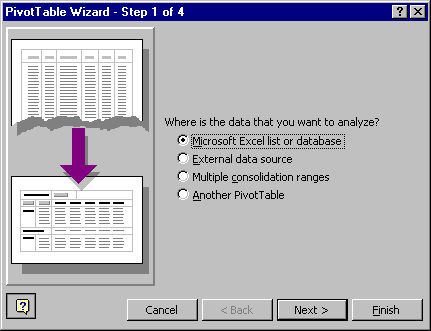 PivotTable Wizard - Step 1 of 4
Where is the data that you want to analyze?
Microsoft Excel list or database
External data source
Multiple consolidation ranges
Another PivotTable
Cancel
< Back
Next >
Finish